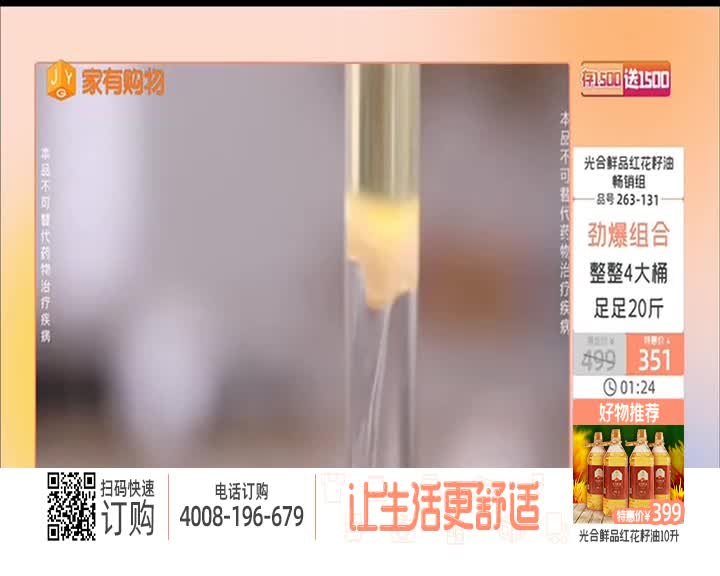 JYG 家有购物
存1500送1500
本品不可替代药物治疗疾病
本品不可替代药物治疗疾病
光合鲜品红花籽油
畅销组
品号 263-131
劲爆组合
整整4大桶
足足20斤
499
特惠价¥
351
01:24
好物推荐
特惠价¥399
光合鲜品红花籽油10升
扫码快速
订购
电话订购
4008-196-679
让生活更舒适